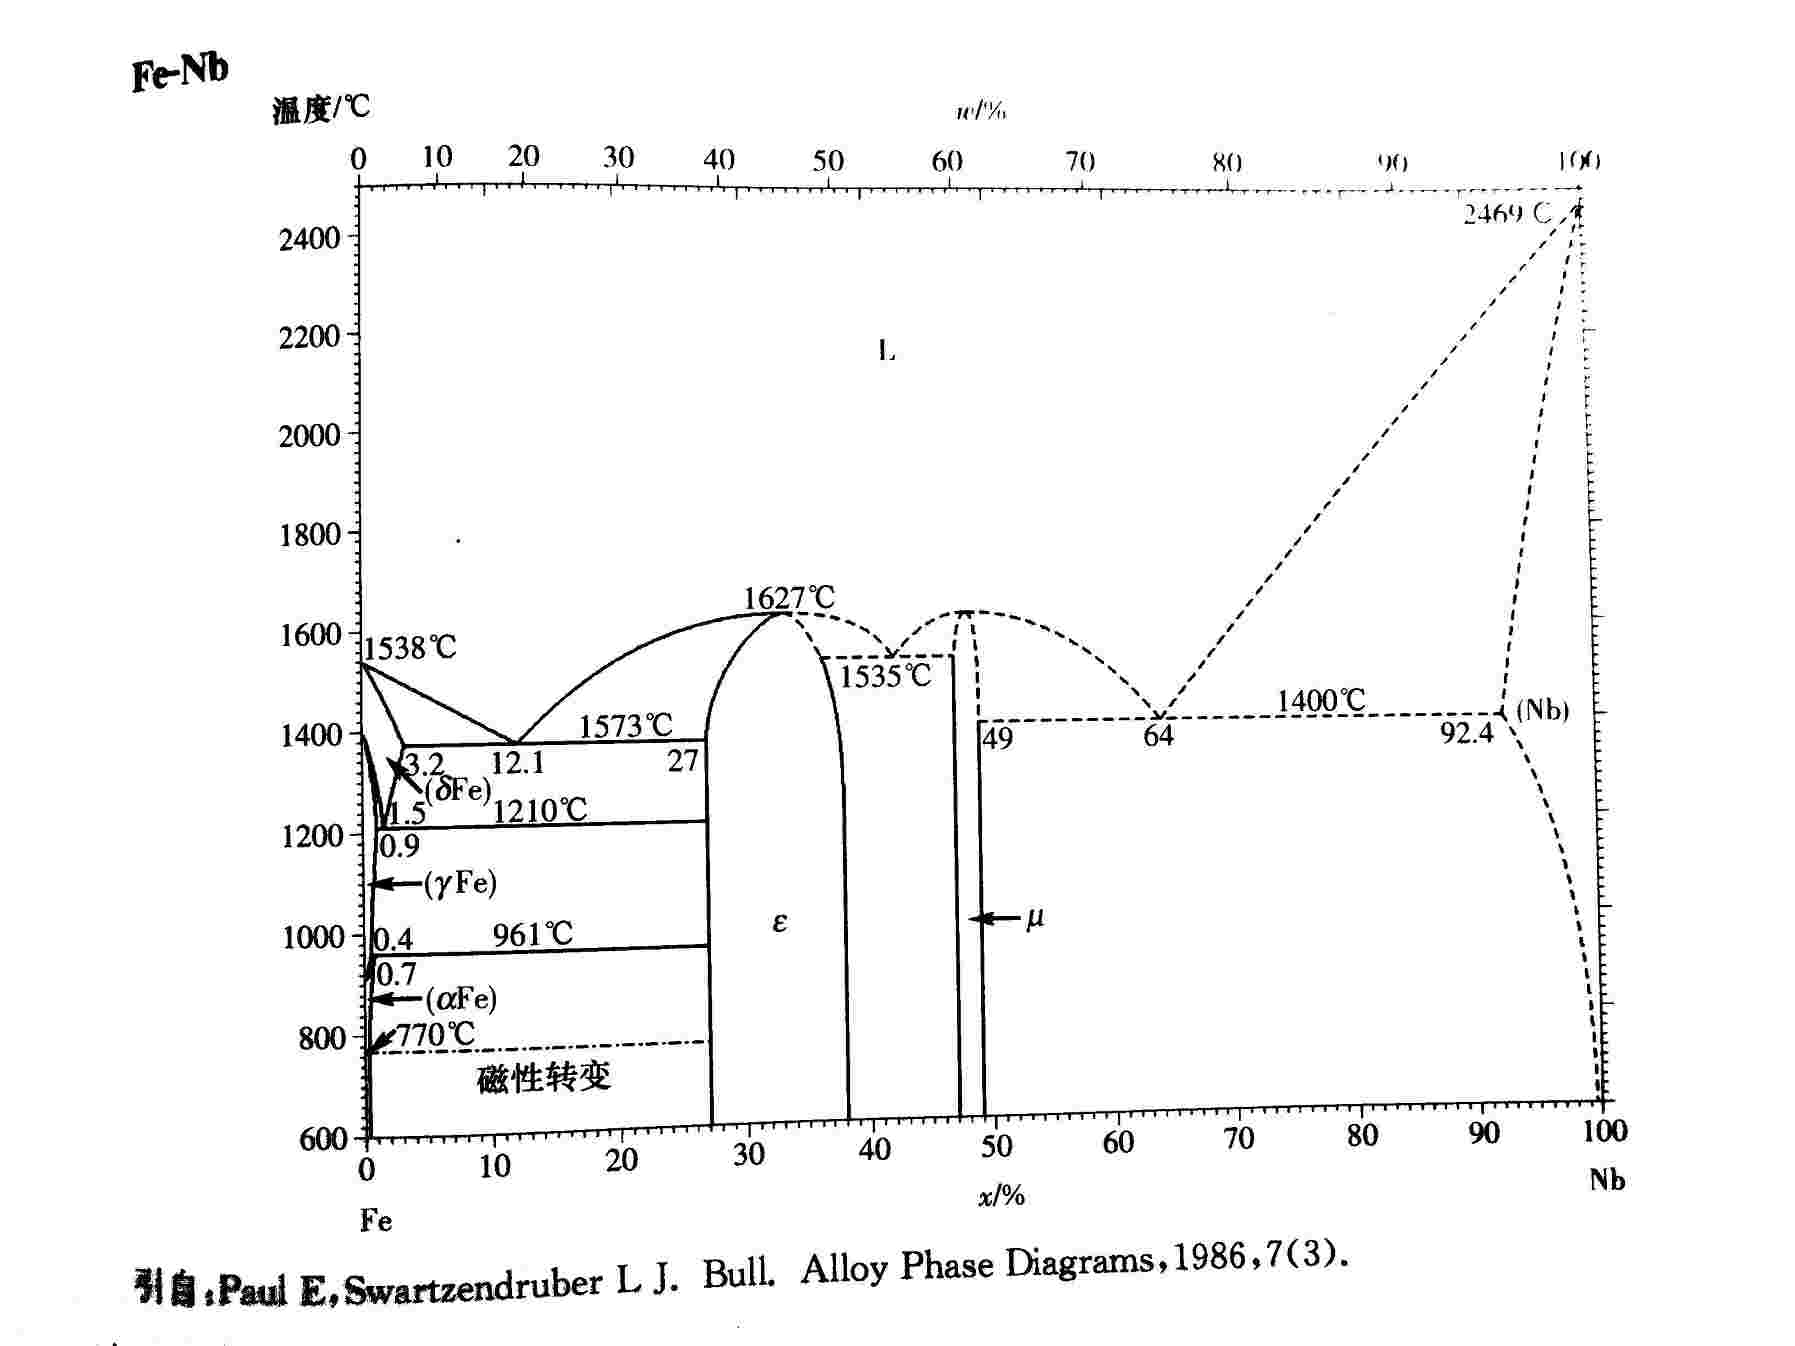 Fe-Nb
温度/℃
w/%
0 10 20 30 40 50 60 70 80 90 100
2469 C
2400
2200
L
2000
1800
1627℃
1600
1538℃
1535℃
1573℃
1400℃
(Nb)
1400
3.2 12.1 27
49 64 92.4
(δFe)
1.5 1210℃
1200
0.9
(γFe)
ε
μ
1000
0.4 961℃
0.7
(αFe)
800
770℃
磁性转变
600
0 10 20 30 40 50 60 70 80 90 100
x/%
Fe
Nb
引自:Paul E,Swartzendruber L J. Bull. Alloy Phase Diagrams,1986,7(3).